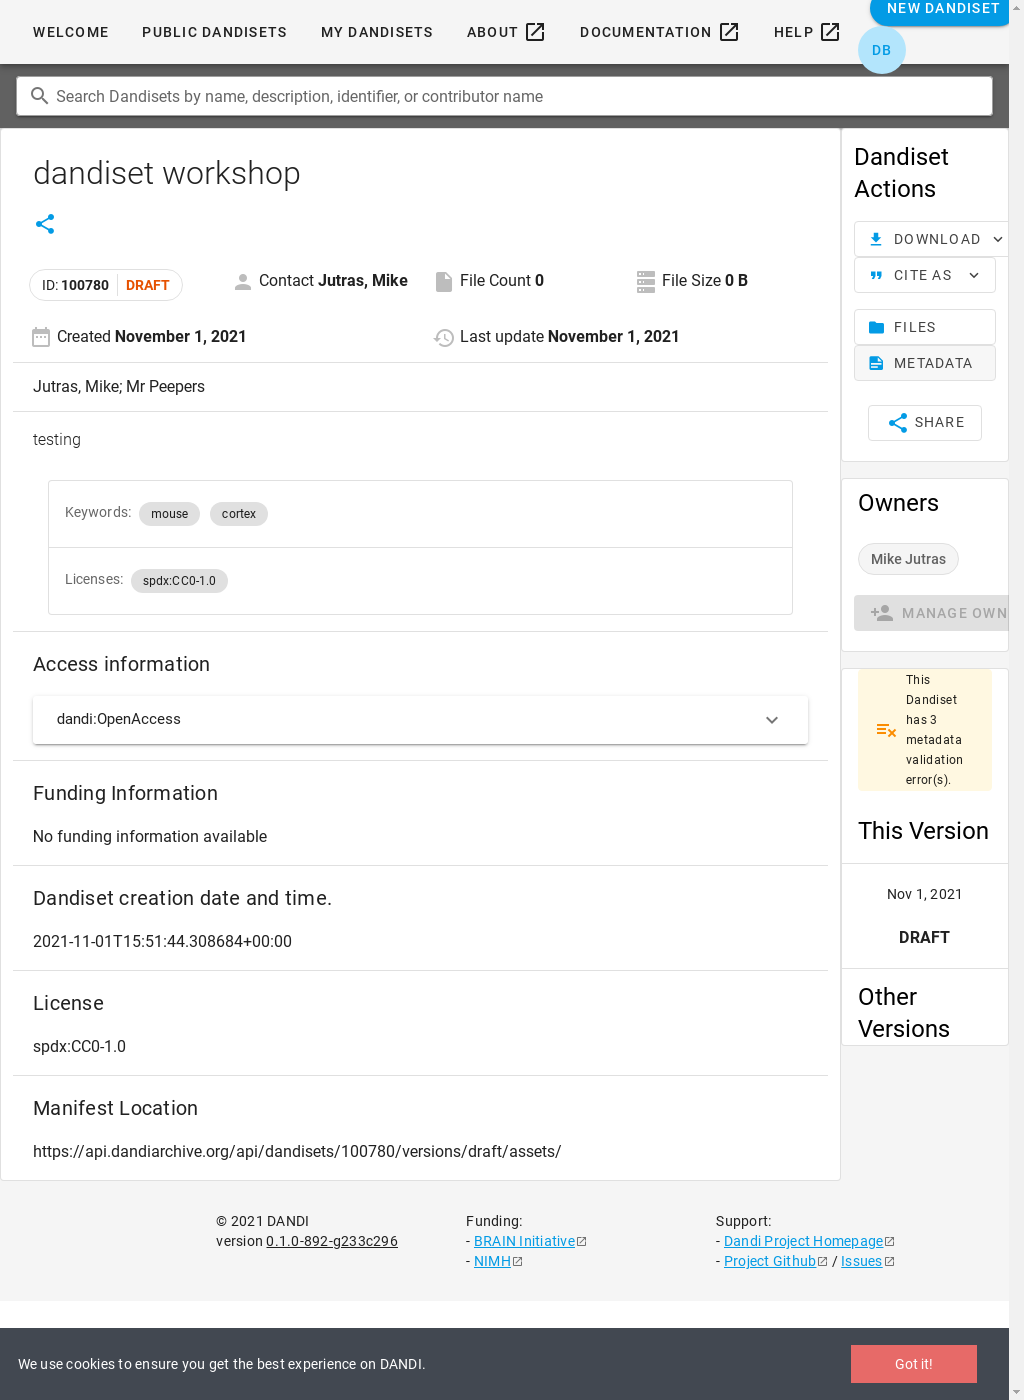 WELCOME PUBLIC DANDISETS MY DANDISETS ABOUT DOCUMENTATION HELP NEW DANDISET
DB
Search Dandisets by name, description, identifier, or contributor name
dandiset workshop
ID: 100780 DRAFT
Contact Jutras, Mike
File Count 0
File Size 0 B
Created November 1, 2021
Last update November 1, 2021
Jutras, Mike; Mr Peepers
testing
Keywords: mouse cortex
Licenses: spdx:CC0-1.0
Access information
dandi:OpenAccess
Funding Information
No funding information available
Dandiset creation date and time.
2021-11-01T15:51:44.308684+00:00
License
spdx:CC0-1.0
Manifest Location
https://api.dandiarchive.org/api/dandisets/100780/versions/draft/assets/
Dandiset
Actions
DOWNLOAD
CITE AS
FILES
METADATA
SHARE
Owners
Mike Jutras
MANAGE OWN
This
Dandiset
has 3
metadata
validation
error(s).
This Version
Nov 1, 2021
DRAFT
Other
Versions
© 2021 DANDI
version 0.1.0-892-g233c296
Funding:
- BRAIN Initiative
- NIMH
Support:
- Dandi Project Homepage
- Project Github / Issues
We use cookies to ensure you get the best experience on DANDI.
Got it!